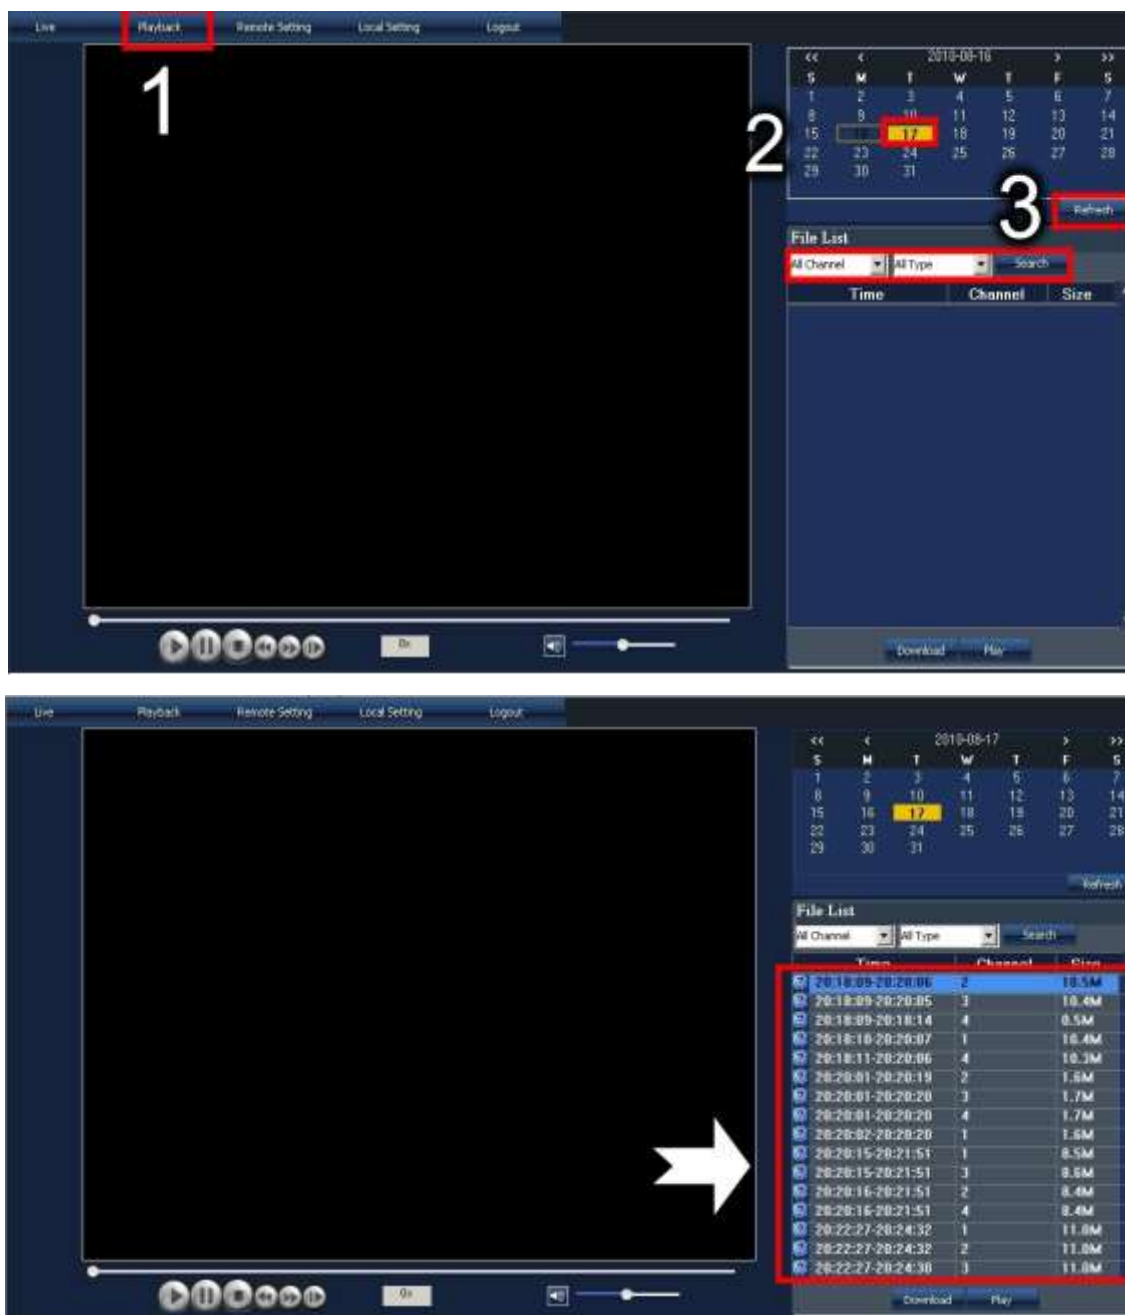 Live Playback Remote Setting Local Setting Logout
1
<< < 2010-08-16 > >>
S M T W T F S
1 2 3 4 5 6 7
8 9 10 11 12 13 14
2
15 16 17 18 19 20 21
22 23 24 25 26 27 28
29 30 31
3
Refresh
File List
All Channel All Type Search
Time Channel Size
0x
Download Play
Live Playback Remote Setting Local Setting Logout
<< < 2010-08-17 > >>
S M T W T F S
1 2 3 4 5 6 7
8 9 10 11 12 13 14
15 16 17 18 19 20 21
22 23 24 25 26 27 28
29 30 31
Refresh
File List
All Channel All Type Search
Time Channel Size
20:18:09-20:20:06 2 10.5M
20:18:09-20:20:05 3 10.4M
20:18:09-20:18:14 4 0.5M
20:18:10-20:20:07 1 10.4M
20:18:11-20:20:06 4 10.3M
20:20:01-20:20:19 2 1.6M
20:20:01-20:20:20 3 1.7M
20:20:01-20:20:20 4 1.7M
20:20:02-20:20:20 1 1.6M
20:20:15-20:21:51 1 8.5M
20:20:15-20:21:51 3 8.6M
20:20:16-20:21:51 2 8.4M
20:20:16-20:21:51 4 8.4M
20:22:27-20:24:32 1 11.0M
20:22:27-20:24:32 2 11.0M
20:22:27-20:24:30 3 11.0M
0x
Download Play